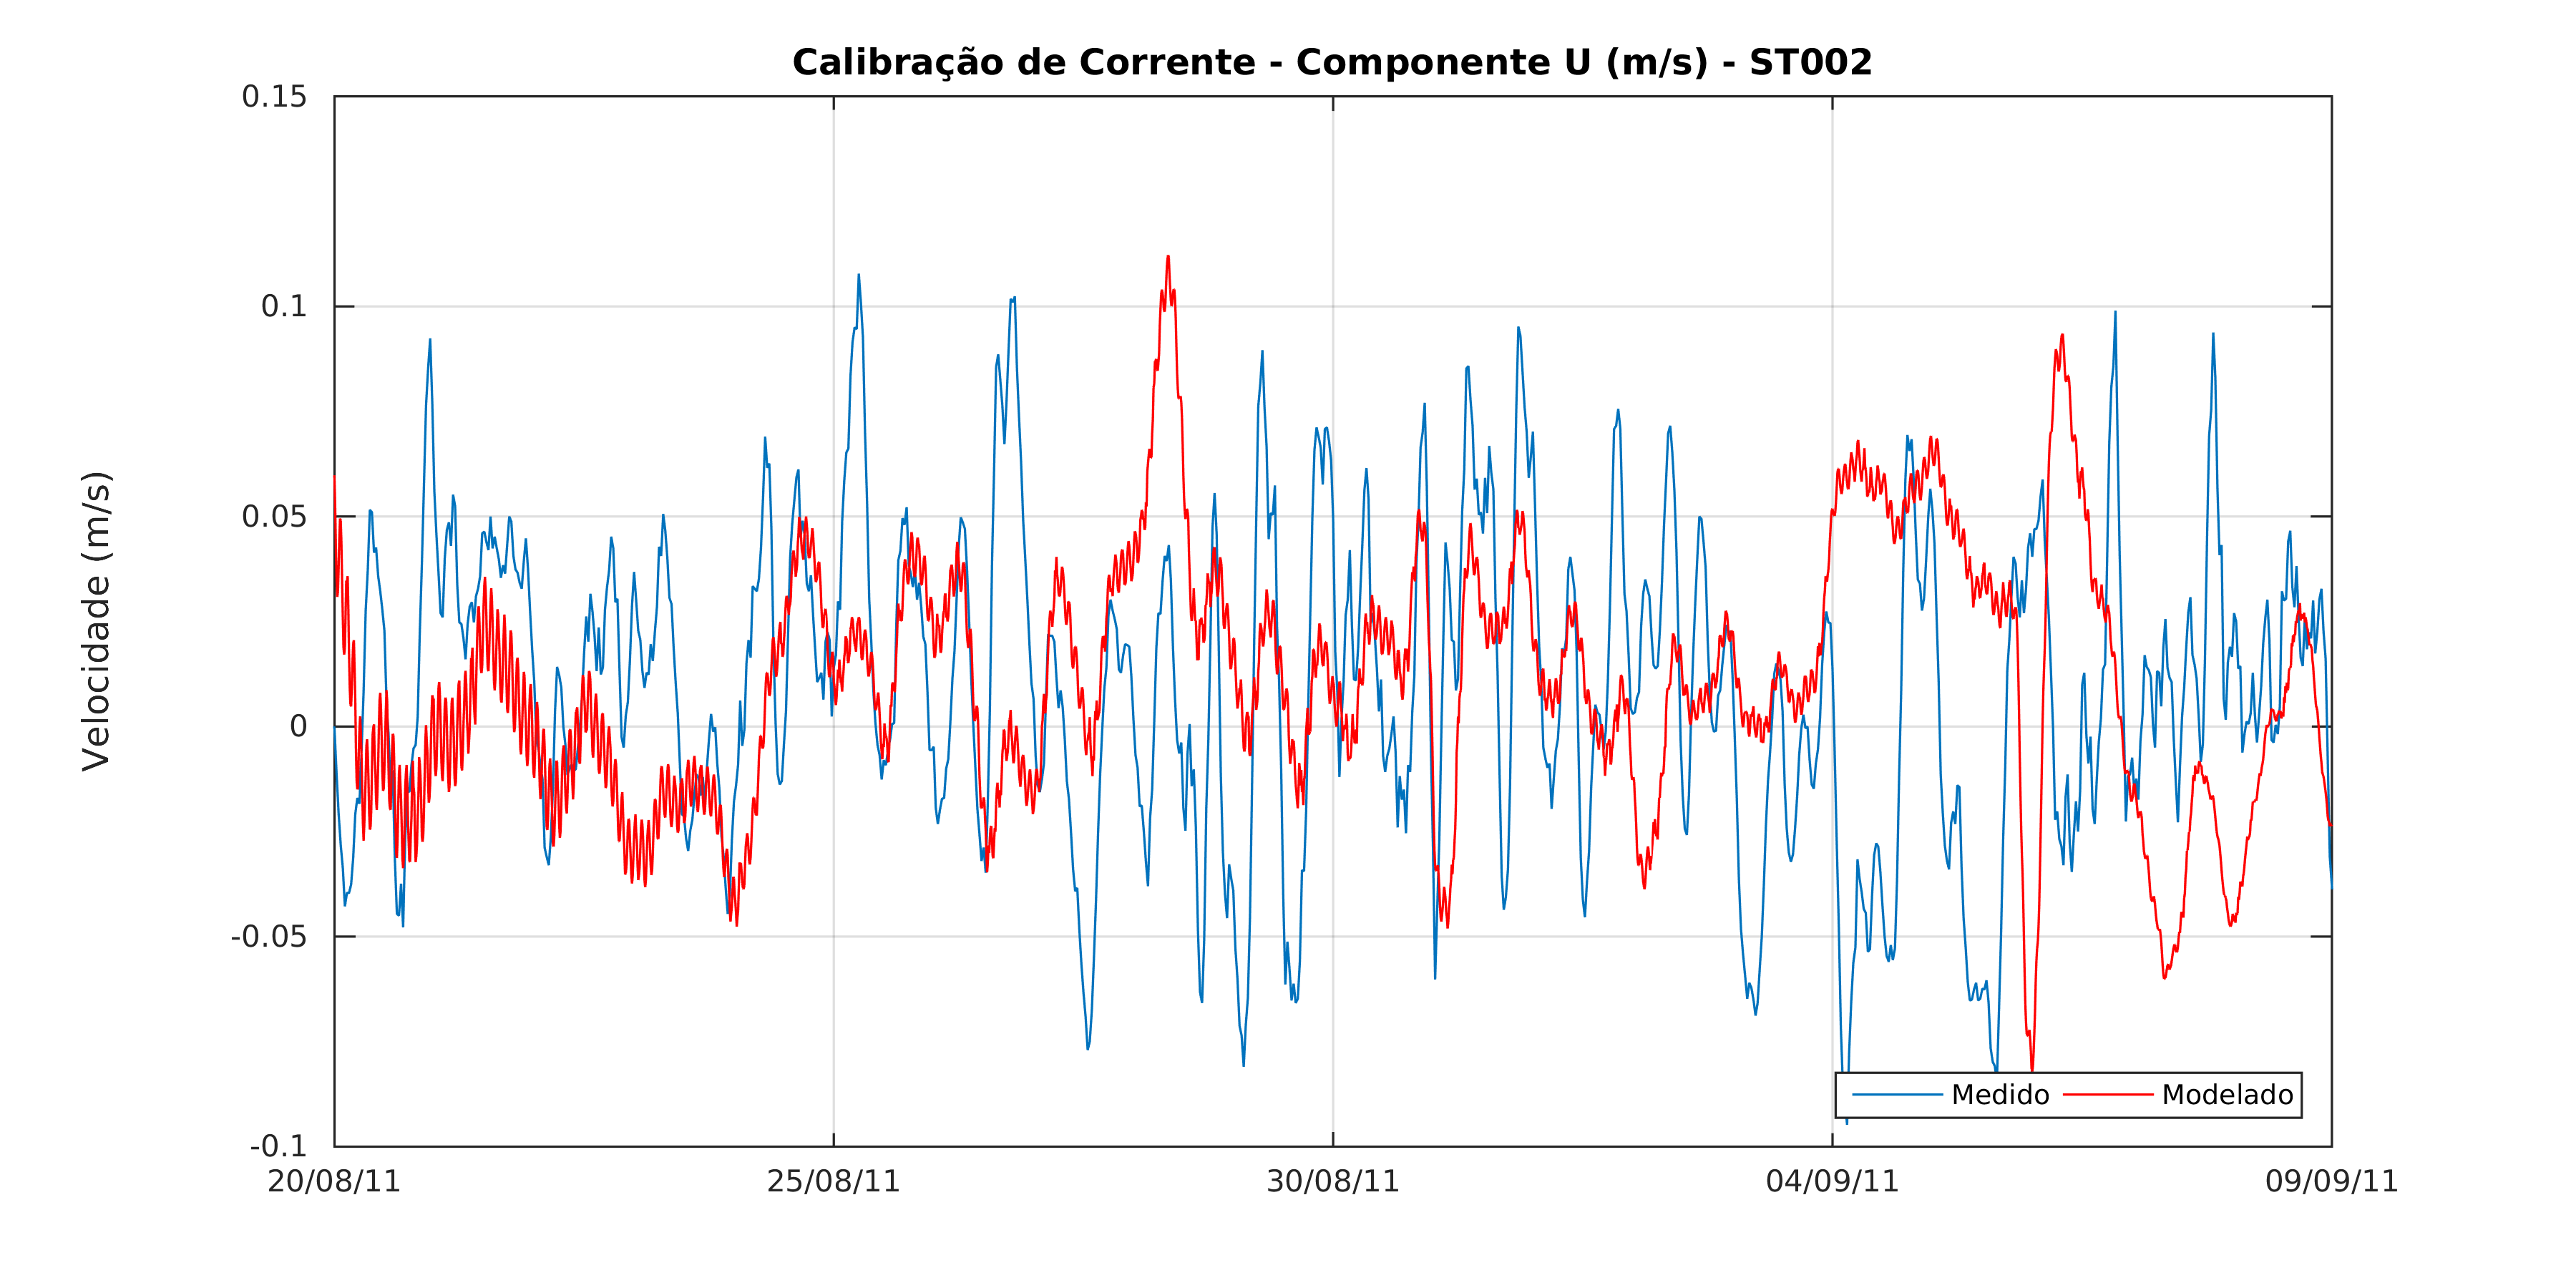 Calibração de Corrente - Componente U (m/s) - ST002
Velocidade (m/s)
0.15
0.1
0.05
0
-0.05
-0.1
20/08/11 25/08/11 30/08/11 04/09/11 09/09/11
Medido Modelado